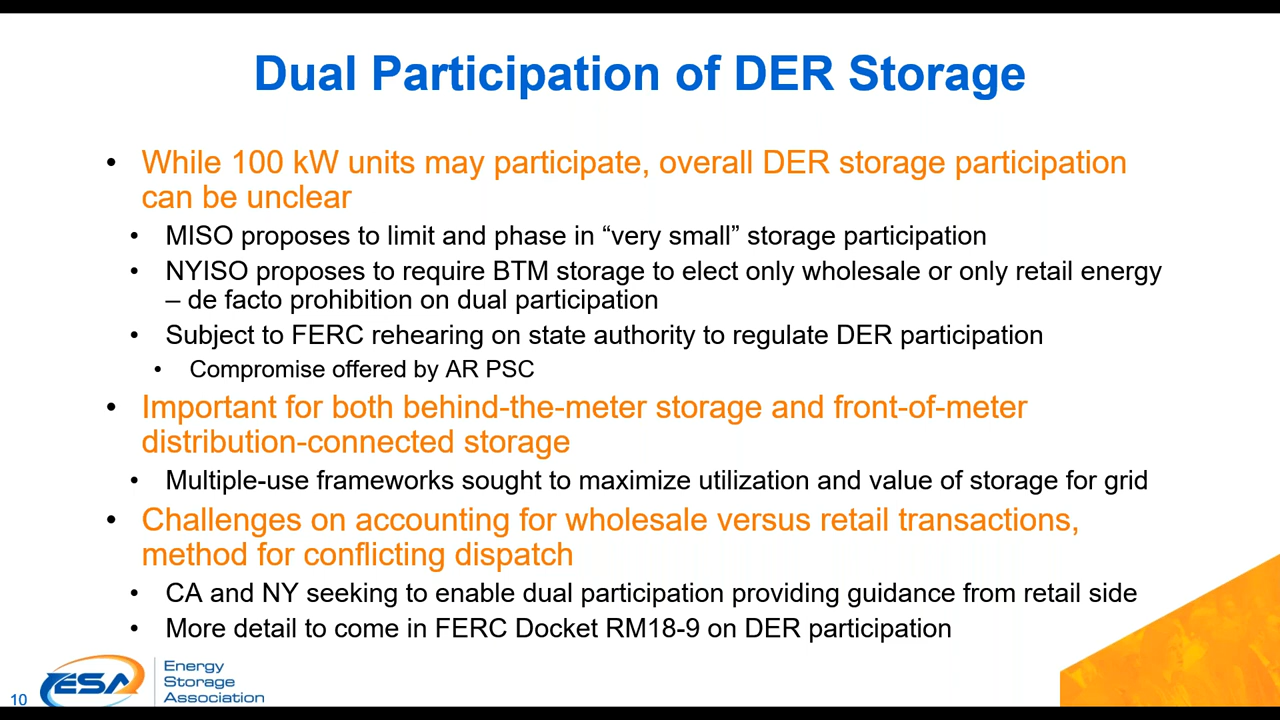 Dual Participation of DER Storage
• While 100 kW units may participate, overall DER storage participation
can be unclear
• MISO proposes to limit and phase in “very small” storage participation
• NYISO proposes to require BTM storage to elect only wholesale or only retail energy
– de facto prohibition on dual participation
• Subject to FERC rehearing on state authority to regulate DER participation
• Compromise offered by AR PSC
• Important for both behind-the-meter storage and front-of-meter
distribution-connected storage
• Multiple-use frameworks sought to maximize utilization and value of storage for grid
• Challenges on accounting for wholesale versus retail transactions,
method for conflicting dispatch
• CA and NY seeking to enable dual participation providing guidance from retail side
• More detail to come in FERC Docket RM18-9 on DER participation
10
ESA
Energy
Storage
Association